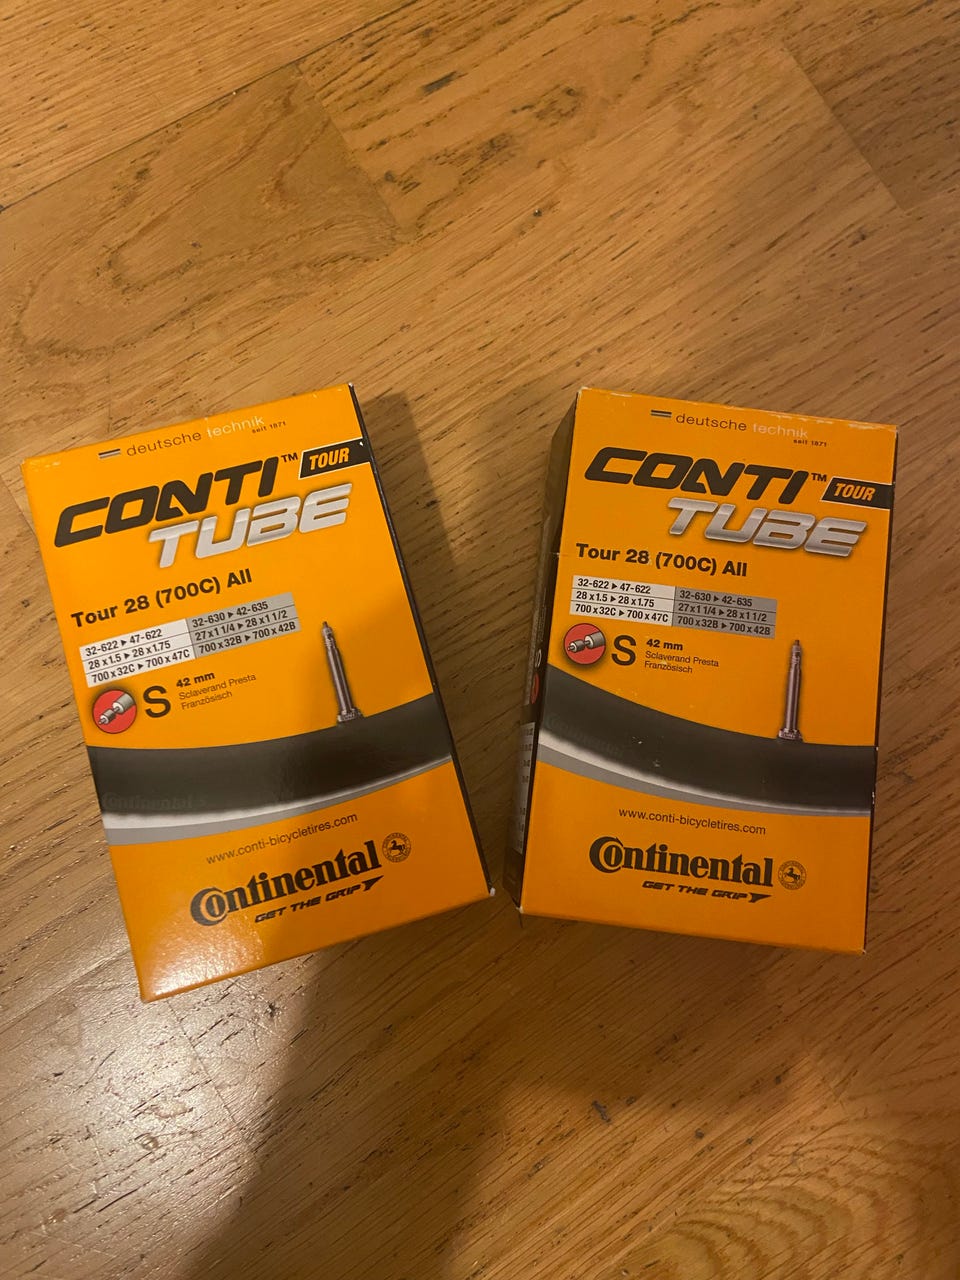 deutsche technik
seit 1871
CONTI™ TOUR
TUBE
Tour 28 (700C) All
32-622 ▶ 47-622
28 x 1.5 ▶ 28 x 1.75
700 x 32C ▶ 700 x 47C
32-630 ▶ 42-635
27 x 1 1/4 ▶ 28 x 1 1/2
700 x 32B ▶ 700 x 42B
S 42 mm
Sclaverand Presta
Französisch
Continental
www.conti-bicycletires.com
Continental
GET THE GRIP
deutsche technik
seit 1871
CONTI™ TOUR
TUBE
Tour 28 (700C) All
32-622 ▶ 47-622
28 x 1.5 ▶ 28 x 1.75
700 x 32C ▶ 700 x 47C
32-630 ▶ 42-635
27 x 1 1/4 ▶ 28 x 1 1/2
700 x 32B ▶ 700 x 42B
S 42 mm
Sclaverand Presta
Französisch
www.conti-bicycletires.com
Continental
GET THE GRIP